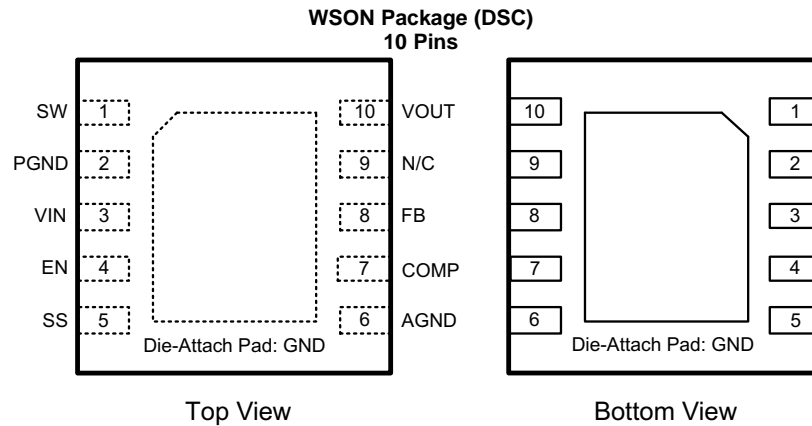 WSON Package (DSC)
10 Pins
SW 1 10 VOUT 10 1
PGND 2 9 N/C 9 2
VIN 3 8 FB 8 3
EN 4 7 COMP 7 4
SS 5 6 AGND 6 5
Die-Attach Pad: GND Die-Attach Pad: GND
Top View Bottom View